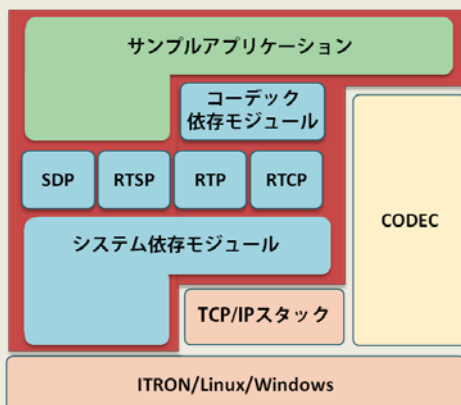 サンプルアプリケーション
コーデック
依存モジュール
SDP
RTSP
RTP
RTCP
CODEC
システム依存モジュール
TCP/IPスタック
ITRON/Linux/Windows